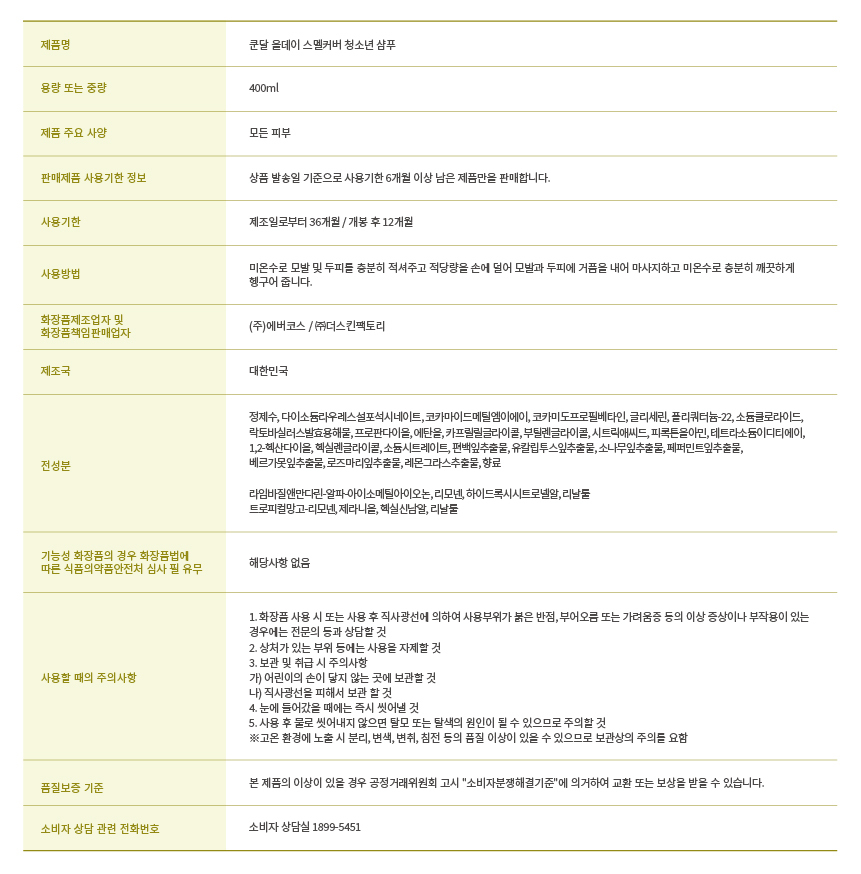 제품명
쿤달 올데이 스멜커버 청소년 샴푸
용량 또는 중량
400ml
제품 주요 사양
모든 피부
판매제품 사용기한 정보
상품 발송일 기준으로 사용기한 6개월 이상 남은 제품만을 판매합니다.
사용기한
제조일로부터 36개월 / 개봉 후 12개월
사용방법
미온수로 모발 및 두피를 충분히 적셔주고 적당량을 손에 덜어 모발과 두피에 거품을 내어 마사지하고 미온수로 충분히 깨끗하게
헹구어 줍니다.
화장품제조업자 및
화장품책임판매업자
(주)에버코스 / ㈜더스킨팩토리
제조국
대한민국
전성분
정제수, 다이소듐라우레스설포석시네이트, 코카마이드메틸엠이에이, 코카미도프로필베타인, 글리세린, 폴리쿼터늄-22, 소듐클로라이드,
락토바실러스발효용해물, 프로판다이올, 에탄올, 카프릴릴글라이콜, 부틸렌글라이콜, 시트릭애씨드, 피록톤올아민, 테트라소듐이디티에이,
1,2-헥산다이올, 헥실렌글라이콜, 소듐시트레이트, 편백잎추출물, 유칼립투스잎추출물, 소나무잎추출물, 페퍼민트잎추출물,
베르가못잎추출물, 로즈마리잎추출물, 레몬그라스추출물, 향료
라임바질앤만다린-알파-아이소메틸아이오논, 리모넨, 하이드록시시트로넬알, 리날룰
트로피컬망고-리모넨, 제라니올, 헥실신남알, 리날룰
기능성 화장품의 경우 화장품법에
따른 식품의약품안전처 심사 필 유무
해당사항 없음
사용할 때의 주의사항
1. 화장품 사용 시 또는 사용 후 직사광선에 의하여 사용부위가 붉은 반점, 부어오름 또는 가려움증 등의 이상 증상이나 부작용이 있는
경우에는 전문의 등과 상담할 것
2. 상처가 있는 부위 등에는 사용을 자제할 것
3. 보관 및 취급 시 주의사항
가) 어린이의 손이 닿지 않는 곳에 보관할 것
나) 직사광선을 피해서 보관 할 것
4. 눈에 들어갔을 때에는 즉시 씻어낼 것
5. 사용 후 물로 씻어내지 않으면 탈모 또는 탈색의 원인이 될 수 있으므로 주의할 것
※고온 환경에 노출 시 분리, 변색, 변취, 침전 등의 품질 이상이 있을 수 있으므로 보관상의 주의를 요함
품질보증 기준
본 제품의 이상이 있을 경우 공정거래위원회 고시 "소비자분쟁해결기준"에 의거하여 교환 또는 보상을 받을 수 있습니다.
소비자 상담 관련 전화번호
소비자 상담실 1899-5451